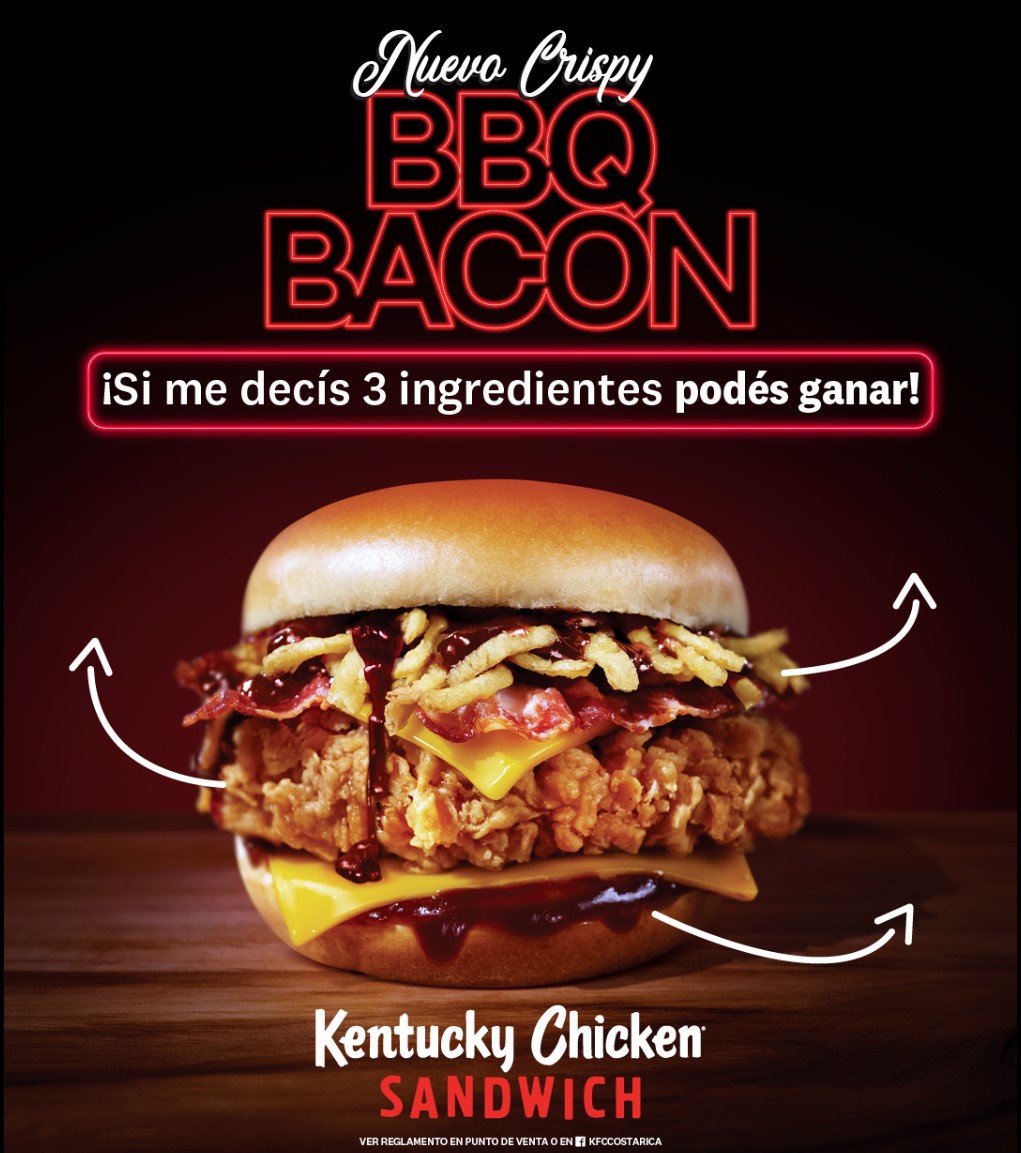 Nuevo Crispy
BBQ
BACON
¡Si me decís 3 ingredientes podés ganar!
Kentucky Chicken
SANDWICH
VER REGLAMENTO EN PUNTO DE VENTA O EN KFCCOSTARICA